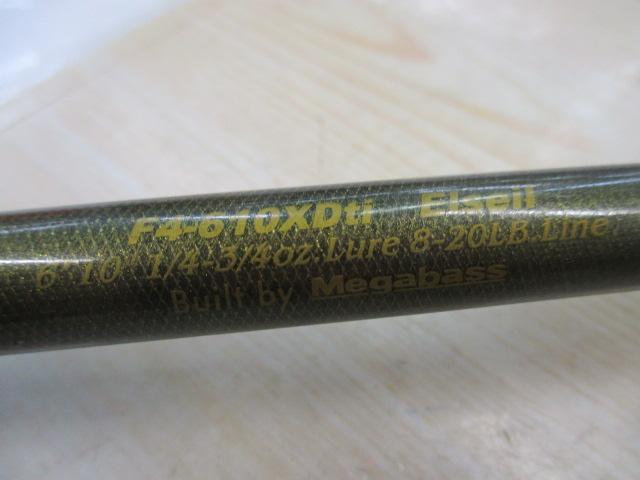 F4-610XDti Elseil
6"10" 1/4-3/4oz.Lure 8-20LB.Line
Built by Megabass